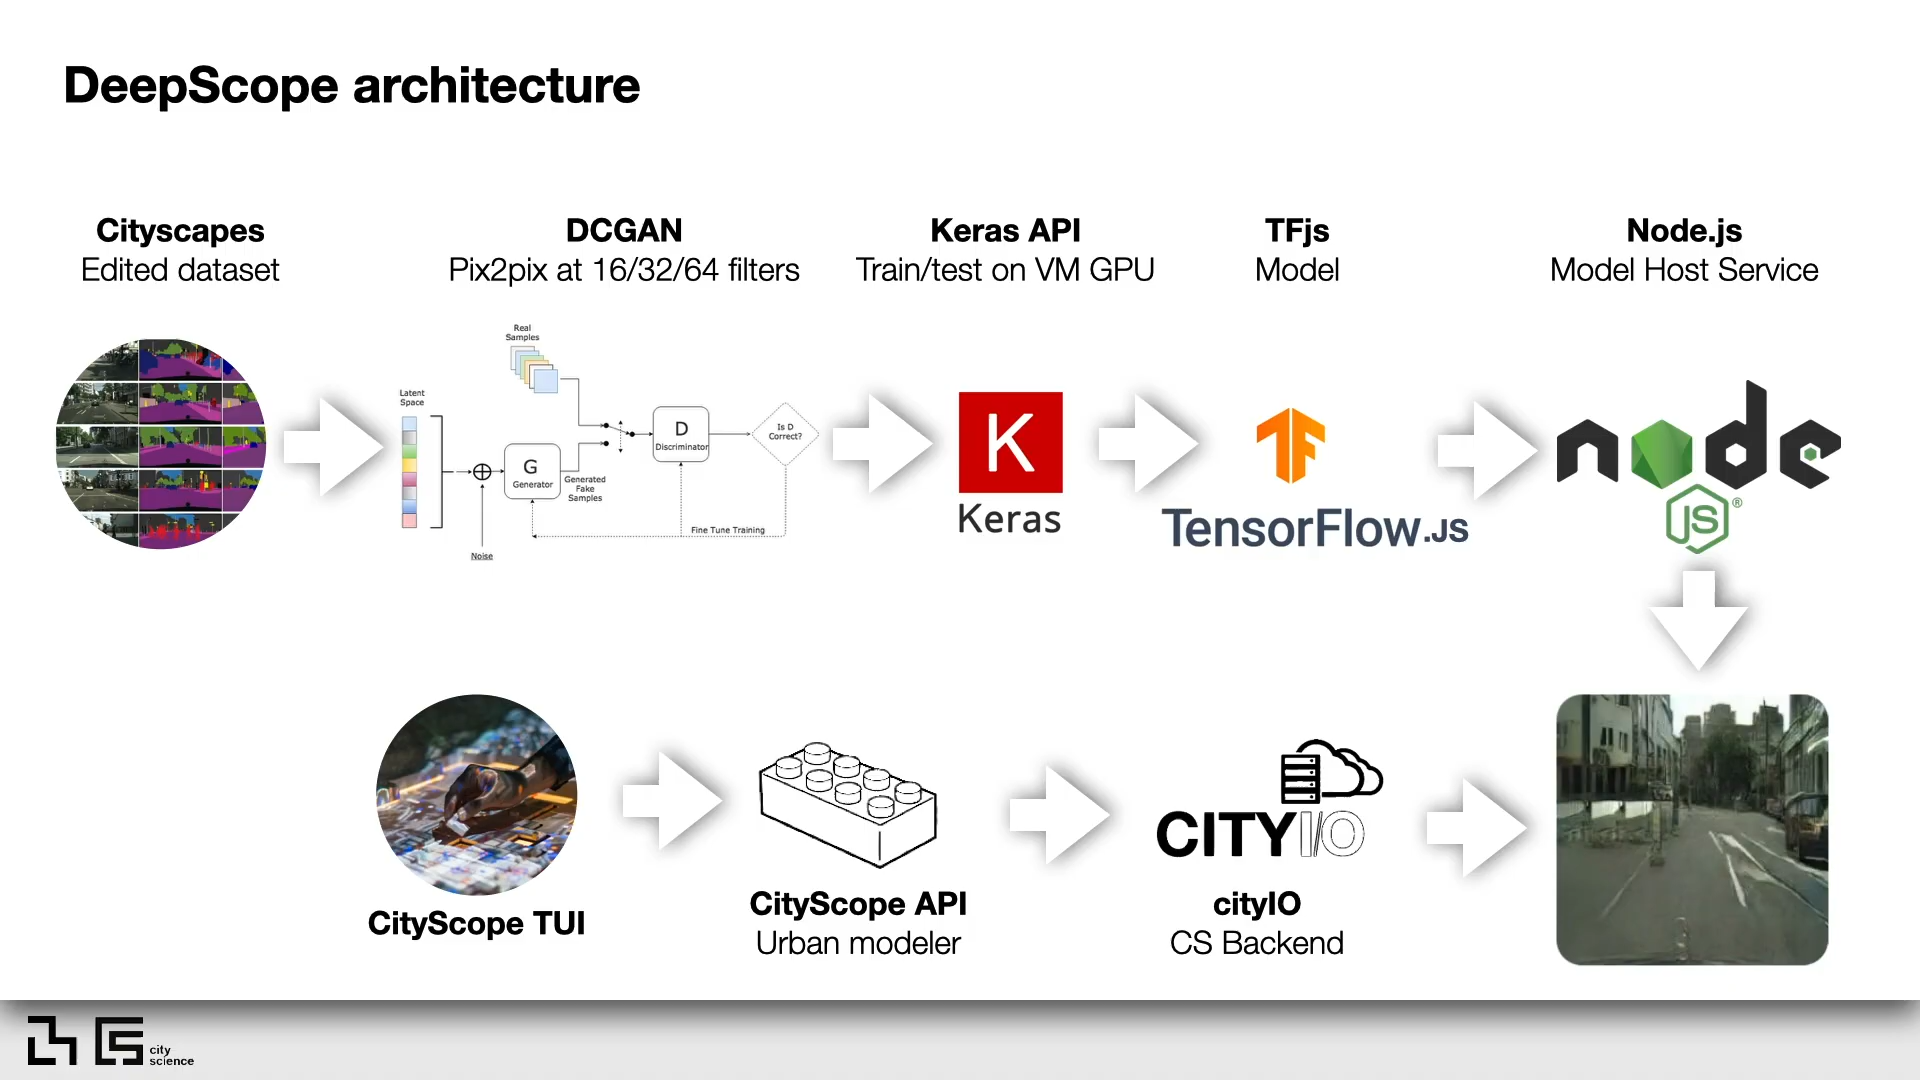 DeepScope architecture
Cityscapes
Edited dataset
DCGAN
Pix2pix at 16/32/64 filters
Keras API
Train/test on VM GPU
TFjs
Model
Node.js
Model Host Service
Real
Samples
Latent
Space
G
Generator
Generated
Fake
Samples
D
Discriminator
Is D
Correct?
Fine Tune Training
Noise
K
Keras
TF
TensorFlow.JS
node
JS®
CityScope TUI
CityScope API
Urban modeler
CITY I/O
cityIO
CS Backend
city
science